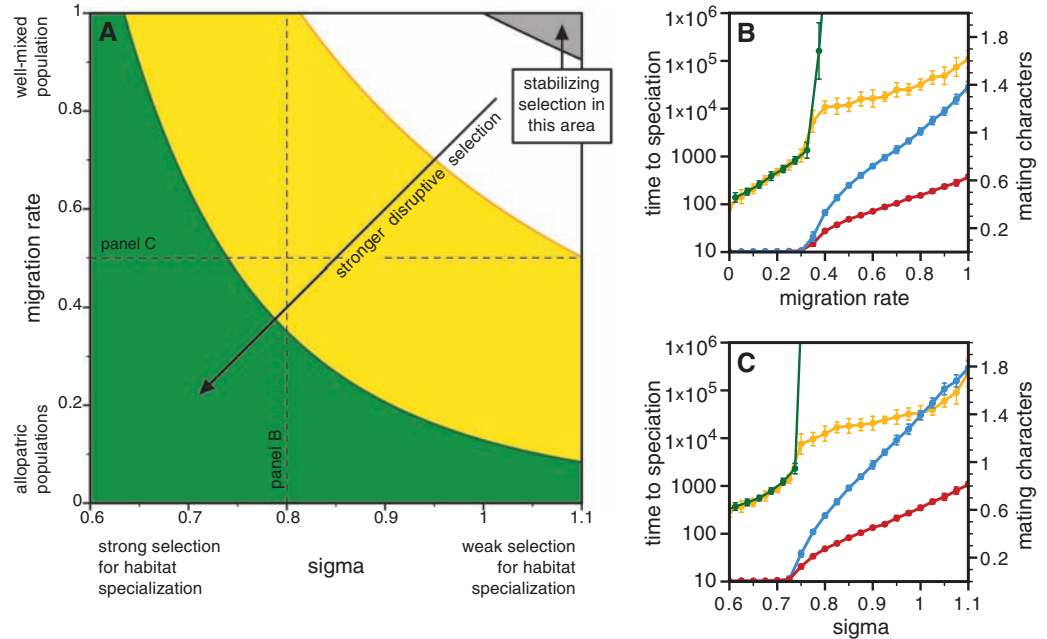 A
well-mixed
population
migration rate
allopatric
populations
1
0.8
0.6
0.4
0.2
0
0.6
0.7
0.8
0.9
1
1.1
panel C
panel B
stronger disruptive selection
stabilizing
selection in
this area
strong selection
for habitat
specialization
sigma
weak selection
for habitat
specialization
B
time to speciation
1x10⁶
1x10⁵
1x10⁴
1000
100
10
mating characters
1.8
1.4
1
0.6
0.2
0
0.2
0.4
0.6
0.8
1
migration rate
C
time to speciation
1x10⁶
1x10⁵
1x10⁴
1000
100
10
mating characters
1.8
1.4
1
0.6
0.2
0.6
0.7
0.8
0.9
1
1.1
sigma